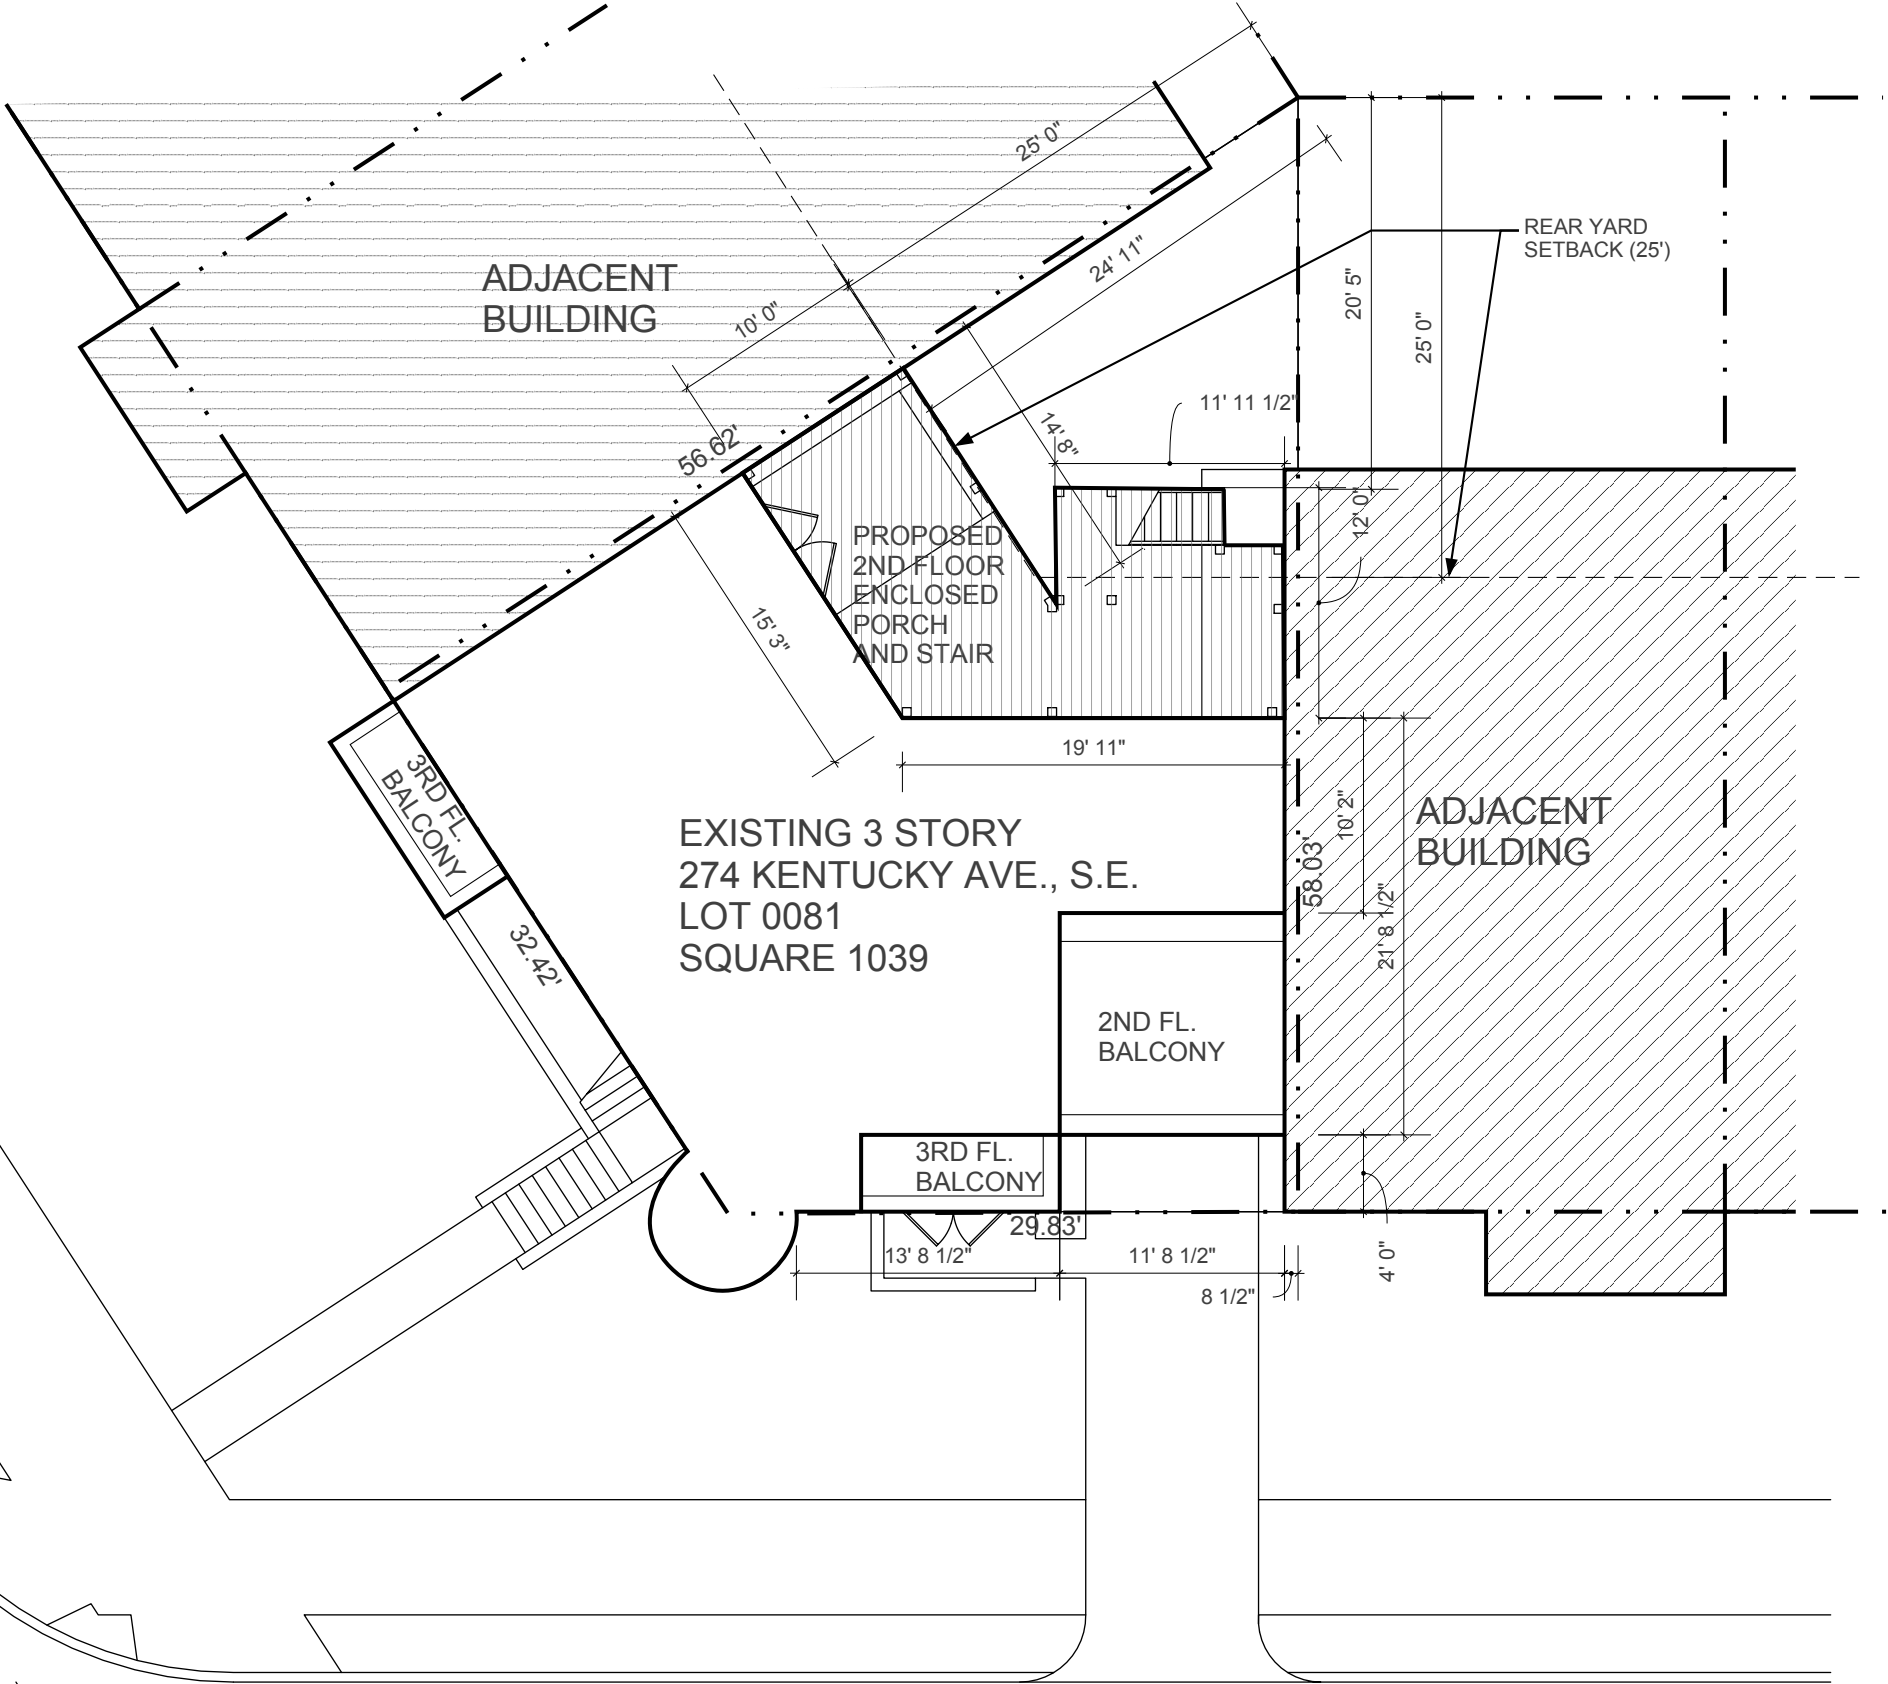 25' 0"
REAR YARD
SETBACK (25')
24' 11"
ADJACENT
BUILDING
10' 0"
20' 5"
25' 0"
11' 11 1/2"
14' 8"
56.62'
12' 0"
PROPOSED
2ND FLOOR
ENCLOSED
PORCH
AND STAIR
15' 3"
19' 11"
3RD FL.
BALCONY
10' 2"
ADJACENT
BUILDING
EXISTING 3 STORY
274 KENTUCKY AVE., S.E.
LOT 0081
SQUARE 1039
58.03'
21' 8 1/2"
32.42'
2ND FL.
BALCONY
3RD FL.
BALCONY
29.83'
13' 8 1/2"
11' 8 1/2"
4' 0"
8 1/2"